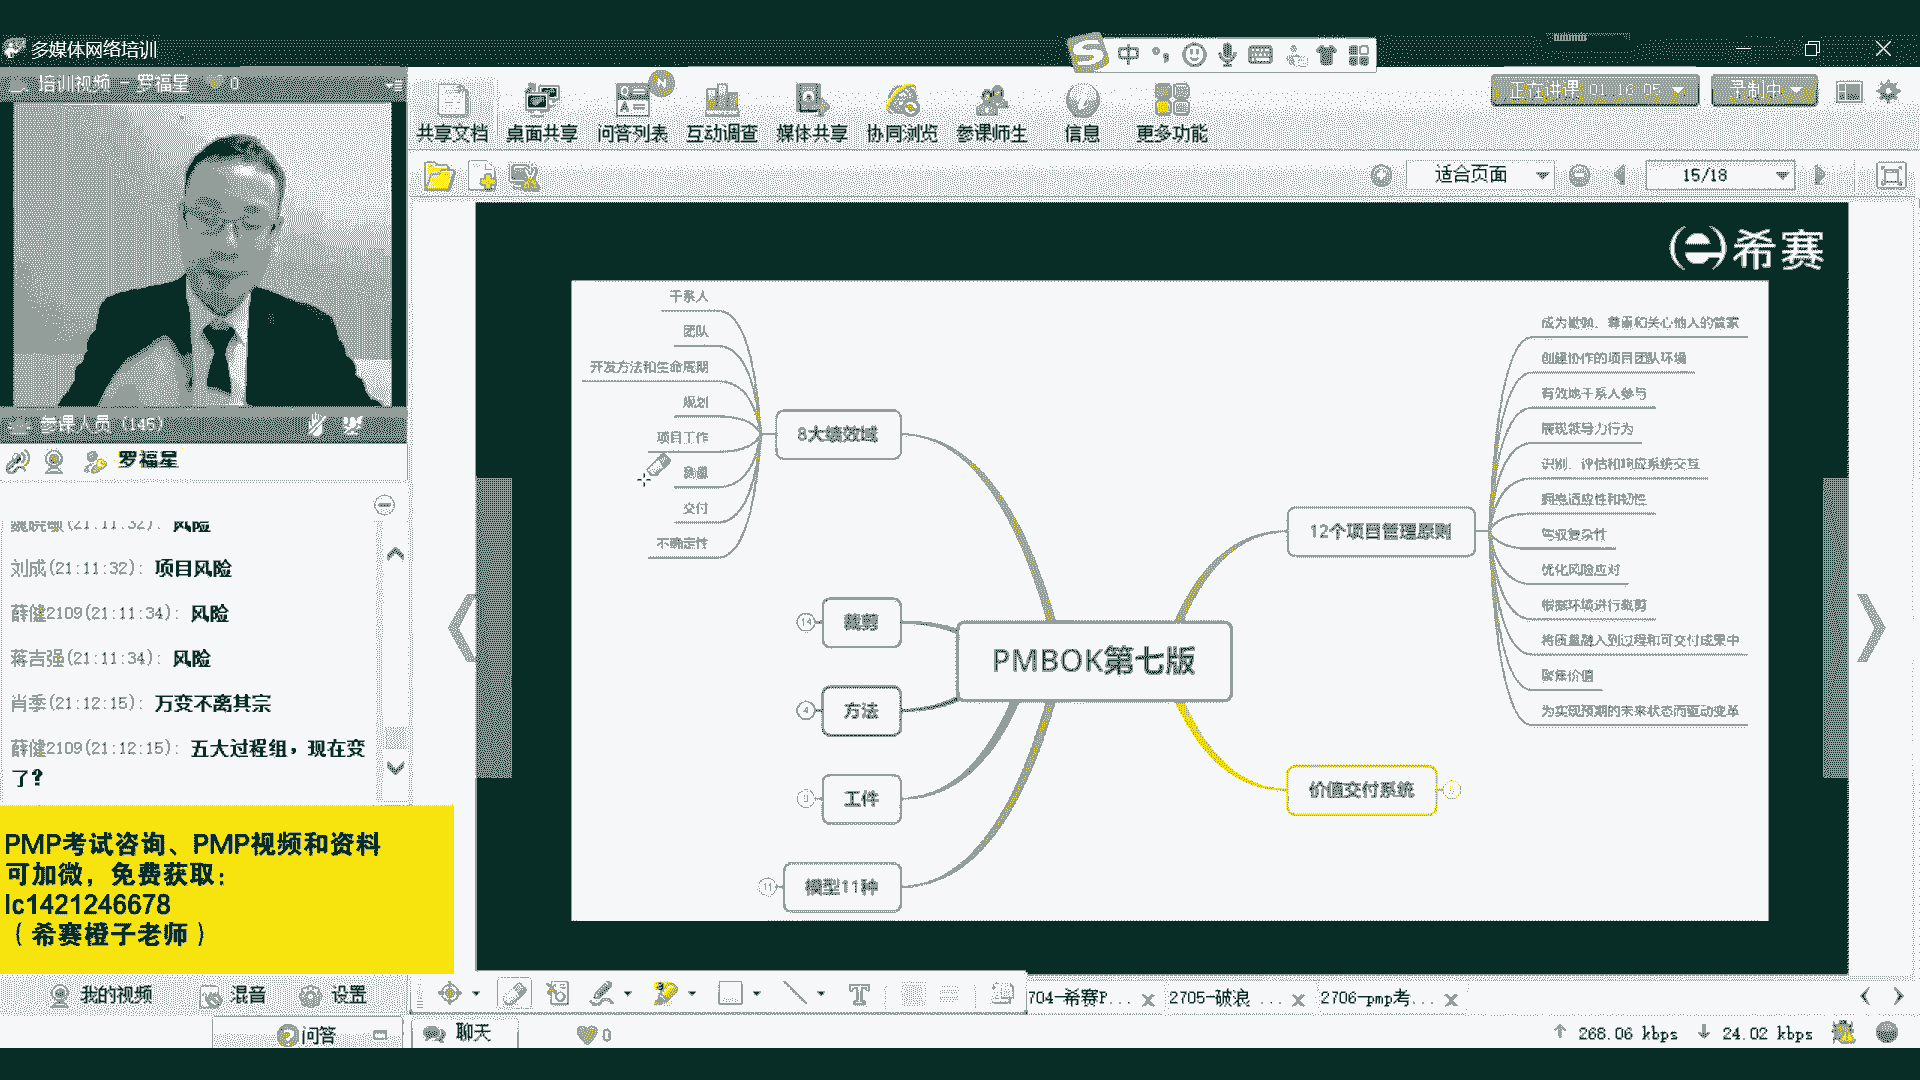 多媒体网络培训
培训视频 - 罗福星 0
共享文档 桌面共享 问答列表 互动调查 媒体共享 协同浏览 参课师生 信息 更多功能
中
正在讲课 01:16:05
录制中
适合页面
15/18
希赛
干系人
团队
开发方法和生命周期
规划
项目工作
测量
交付
不确定性
8大绩效域
14 裁剪
4 方法
工件
11 模型11种
PMBOK第七版
12个项目管理原则
成为勤勉、尊重和关心他人的管家
创建协作的项目团队环境
有效地干系人参与
展现领导力行为
识别、评估和响应系统交互
拥抱适应性和韧性
驾驭复杂性
优化风险应对
根据环境进行裁剪
将质量融入到过程和可交付成果中
聚焦价值
为实现预期的未来状态而驱动变革
价值交付系统
参课人员 (145)
罗福星
(21:11:32): 风险
刘成(21:11:32): 项目风险
薛健2109(21:11:34): 风险
蒋吉强(21:11:34): 风险
肖季(21:12:15): 万变不离其宗
薛健2109(21:12:15): 五大过程组，现在变
了?
PMP考试咨询、PMP视频和资料
可加微，免费获取：
lc1421246678
（希赛橙子老师）
我的视频 混音 设置
问答
聊天 0
T
704-希赛P... 2705-破浪 ... 2706-pmp考...
268.06 kbps 24.02 kbps